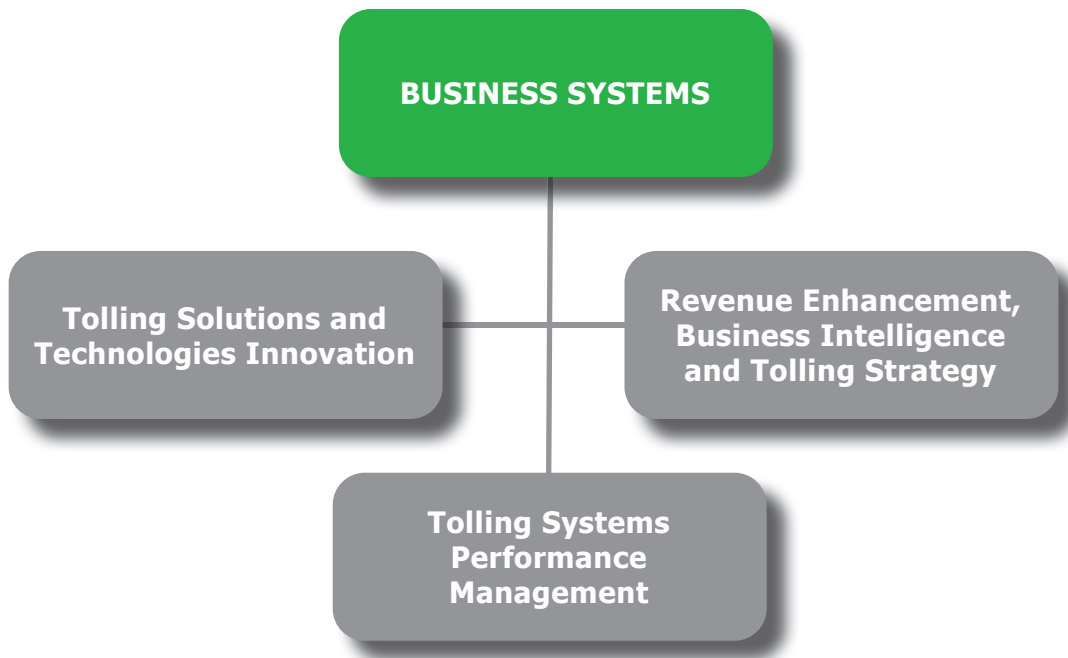 BUSINESS SYSTEMS
Tolling Solutions and
Technologies Innovation
Revenue Enhancement,
Business Intelligence
and Tolling Strategy
Tolling Systems
Performance
Management